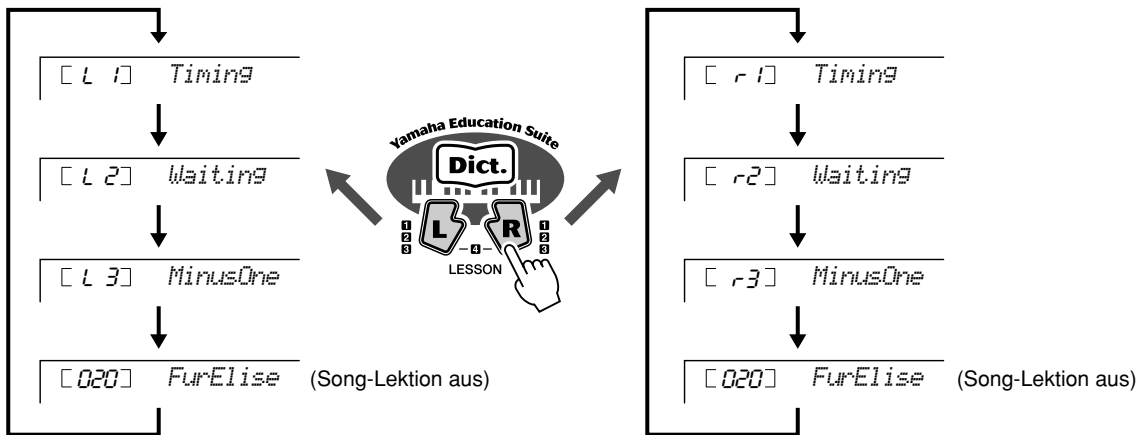 [L 1] Timing
[L 2] Waiting
[L 3] MinusOne
[020] FurElise (Song-Lektion aus)
Yamaha Education Suite
Dict.
L R
1 1
2 2
3 –4– 3
LESSON
[ r1] Timing
[ r2] Waiting
[ r3] MinusOne
[020] FurElise (Song-Lektion aus)